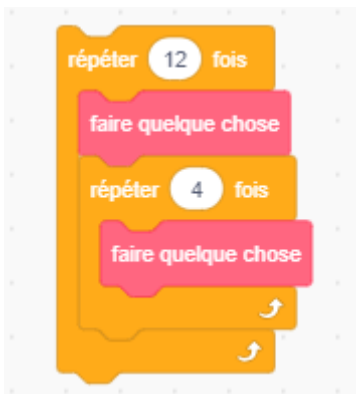 répéter 12 fois
faire quelque chose
répéter 4 fois
faire quelque chose